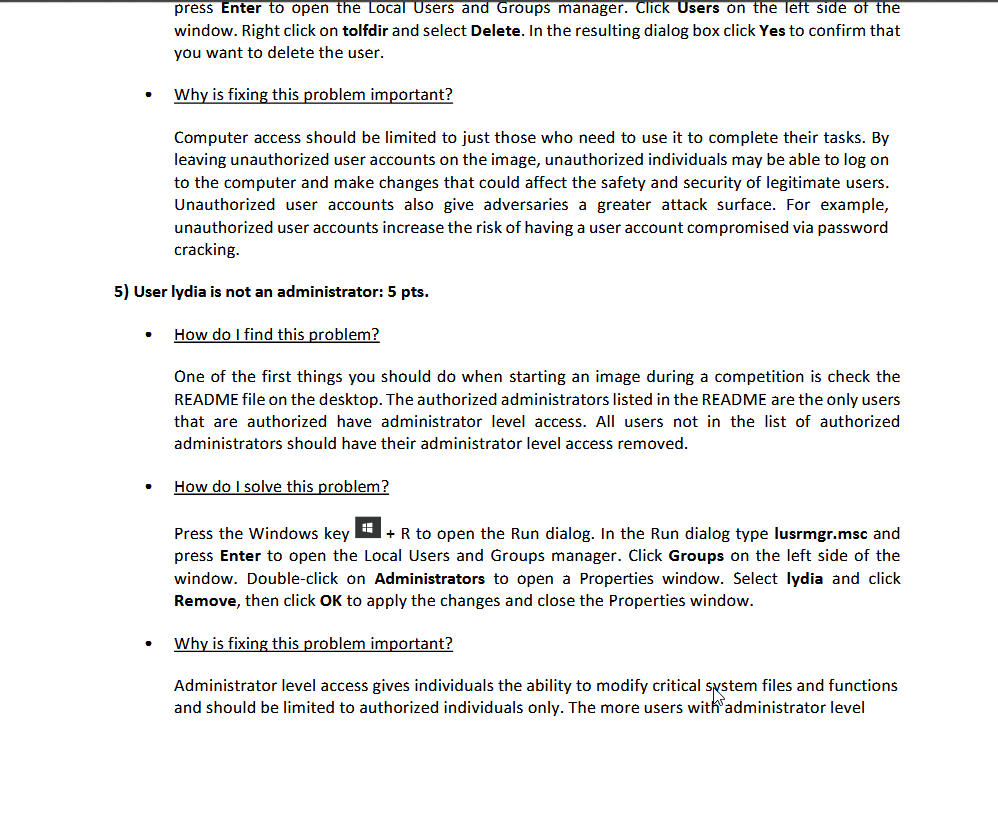 press Enter to open the Local Users and Groups manager. Click Users on the left side of the
window. Right click on tolfdir and select Delete. In the resulting dialog box click Yes to confirm that
you want to delete the user.
• Why is fixing this problem important?
Computer access should be limited to just those who need to use it to complete their tasks. By
leaving unauthorized user accounts on the image, unauthorized individuals may be able to log on
to the computer and make changes that could affect the safety and security of legitimate users.
Unauthorized user accounts also give adversaries a greater attack surface. For example,
unauthorized user accounts increase the risk of having a user account compromised via password
cracking.
5) User lydia is not an administrator: 5 pts.
• How do I find this problem?
One of the first things you should do when starting an image during a competition is check the
README file on the desktop. The authorized administrators listed in the README are the only users
that are authorized have administrator level access. All users not in the list of authorized
administrators should have their administrator level access removed.
• How do I solve this problem?
Press the Windows key + R to open the Run dialog. In the Run dialog type lusrmgr.msc and
press Enter to open the Local Users and Groups manager. Click Groups on the left side of the
window. Double-click on Administrators to open a Properties window. Select lydia and click
Remove, then click OK to apply the changes and close the Properties window.
• Why is fixing this problem important?
Administrator level access gives individuals the ability to modify critical system files and functions
and should be limited to authorized individuals only. The more users with administrator level